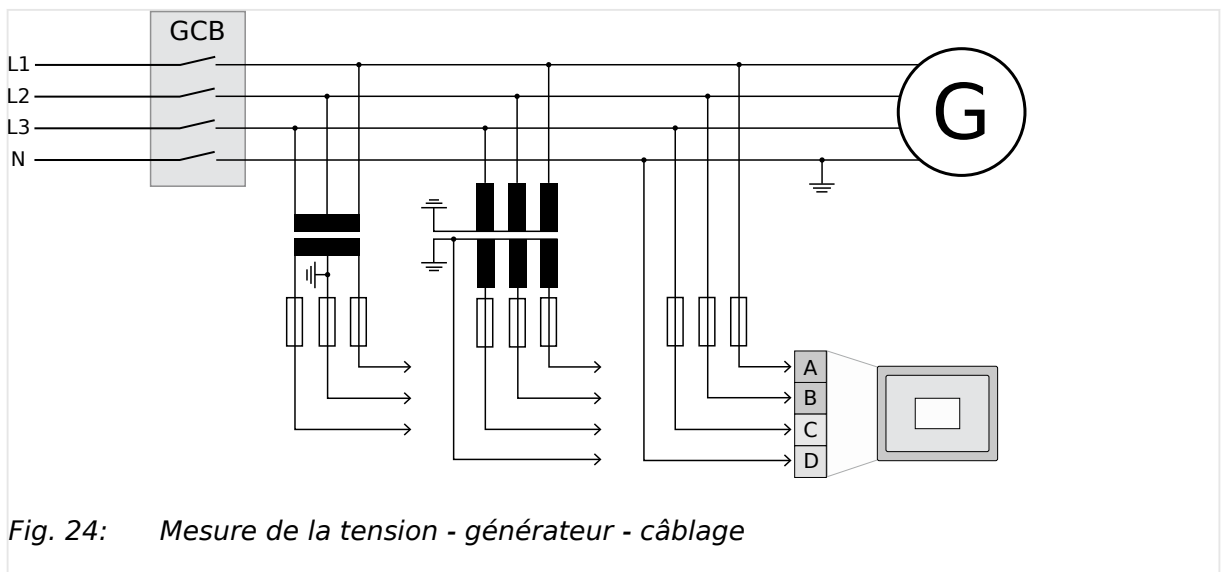 GCB
L1
L2
L3
N
G
A
B
C
D
Fig. 24: Mesure de la tension - générateur - câblage